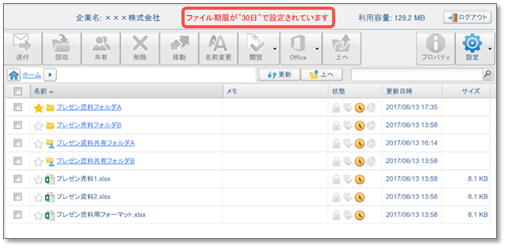 企業名: ×××株式会社 ファイル期限が"30日"で設定されています 利用容量: 129.2 MB ログアウト
送付 回収 共有 削除 移動 名前変更 閲覧 Office 上へ プロパティ 設定
ホーム 更新 上へ
名前 メモ 状態 更新日時 サイズ
プレゼン資料フォルダA 2017/06/13 17:35
プレゼン資料フォルダB 2017/06/13 13:58
プレゼン資料共有フォルダA 2017/06/13 16:14
プレゼン資料共有フォルダB 2017/06/13 13:58
プレゼン資料1.xlsx 2017/06/13 13:58 8.1 KB
プレゼン資料2.xlsx 2017/06/13 13:58 8.1 KB
プレゼン資料用フォーマット.xlsx 2017/06/13 13:58 8.1 KB